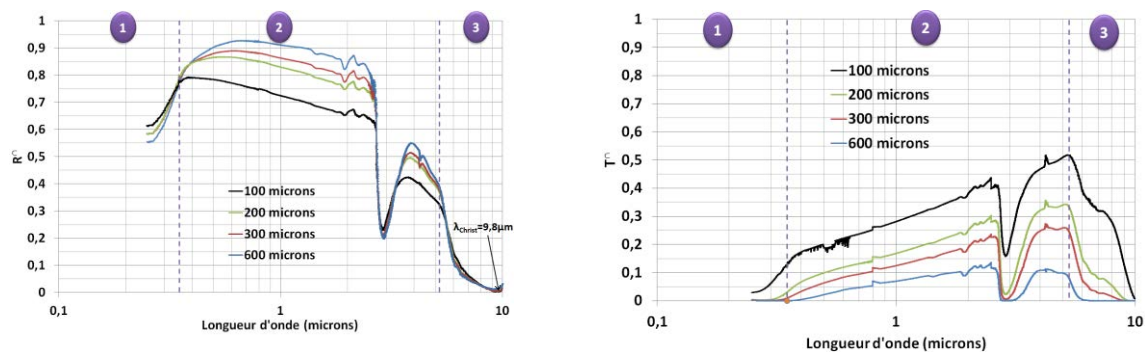 1
2
3
1
0,9
0,8
0,7
0,6
0,5
0,4
0,3
0,2
0,1
0
R
100 microns
200 microns
300 microns
600 microns
λChrist=9,8µm
0,1
1
10
Longueur d'onde (microns)
1
2
3
1
0,9
0,8
0,7
0,6
0,5
0,4
0,3
0,2
0,1
0
T
100 microns
200 microns
300 microns
600 microns
0,1
1
10
Longueur d'onde (microns)